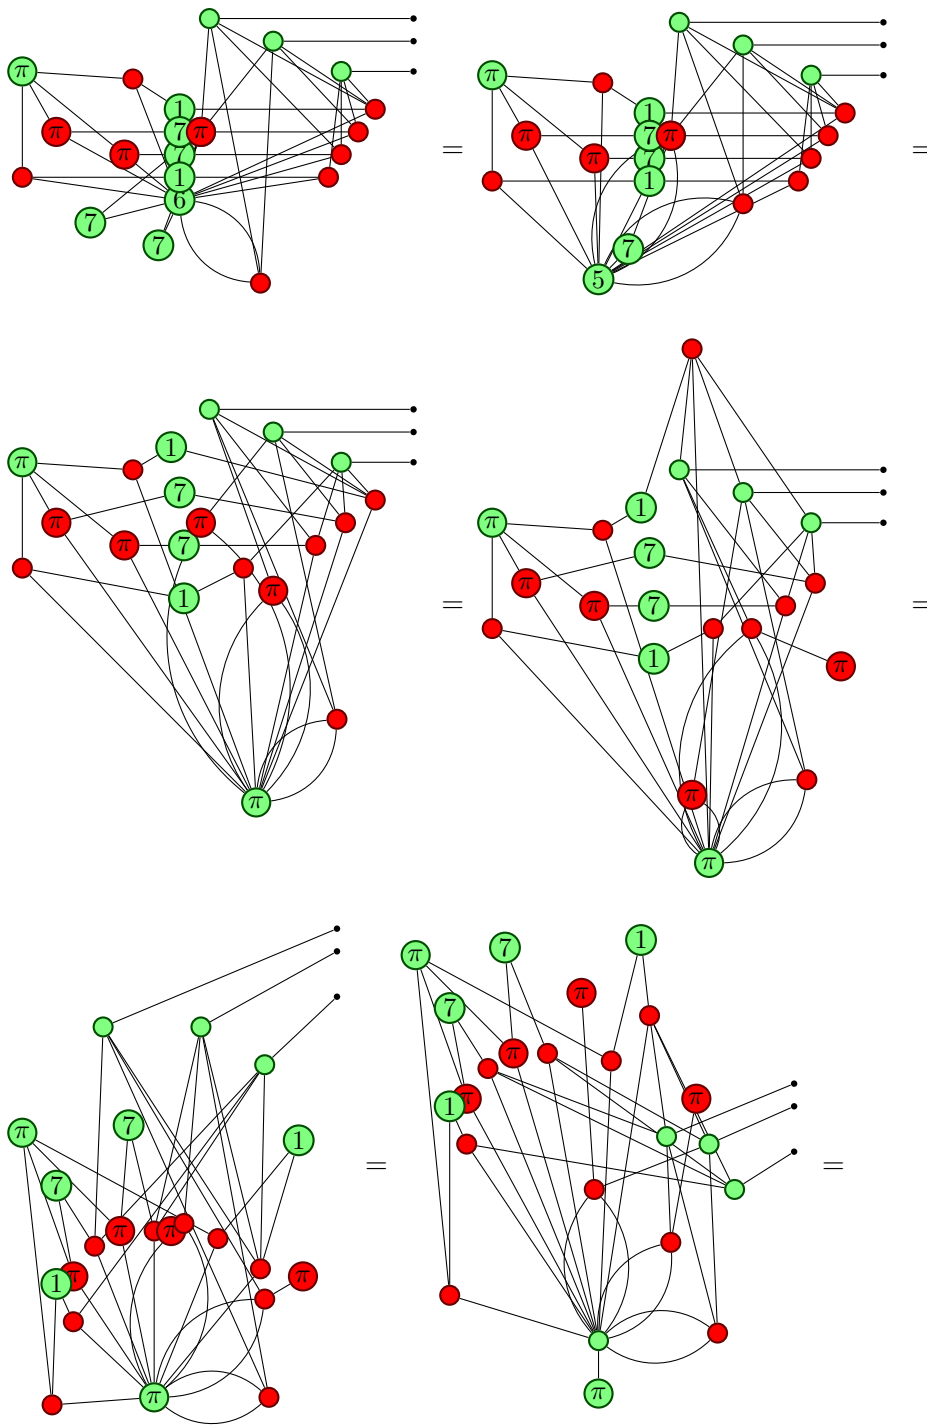 π 1 π 7 π π 7 1 6 7 7 = π 1 π 7 π π 7 1 7 5 =
π 1 π 7 π π 7 π 1 π = π 1 π 7 π 7 1 π π π =
π 7 1 7 π π π 1 π π = π 7 1 π 7 π π 1 π π =